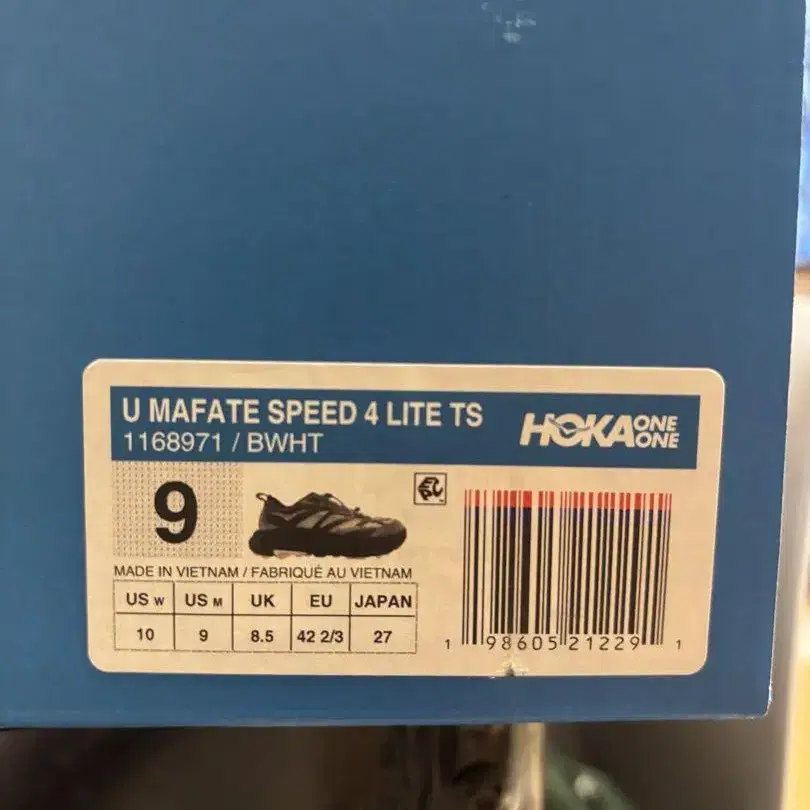 U MAFATE SPEED 4 LITE TS
1168971 / BWHT
HOKA ONE ONE
9
EPC
MADE IN VIETNAM / FABRIQUÉ AU VIETNAM
US W US M UK EU JAPAN
10 9 8.5 42 2/3 27
1 98605 21229 1